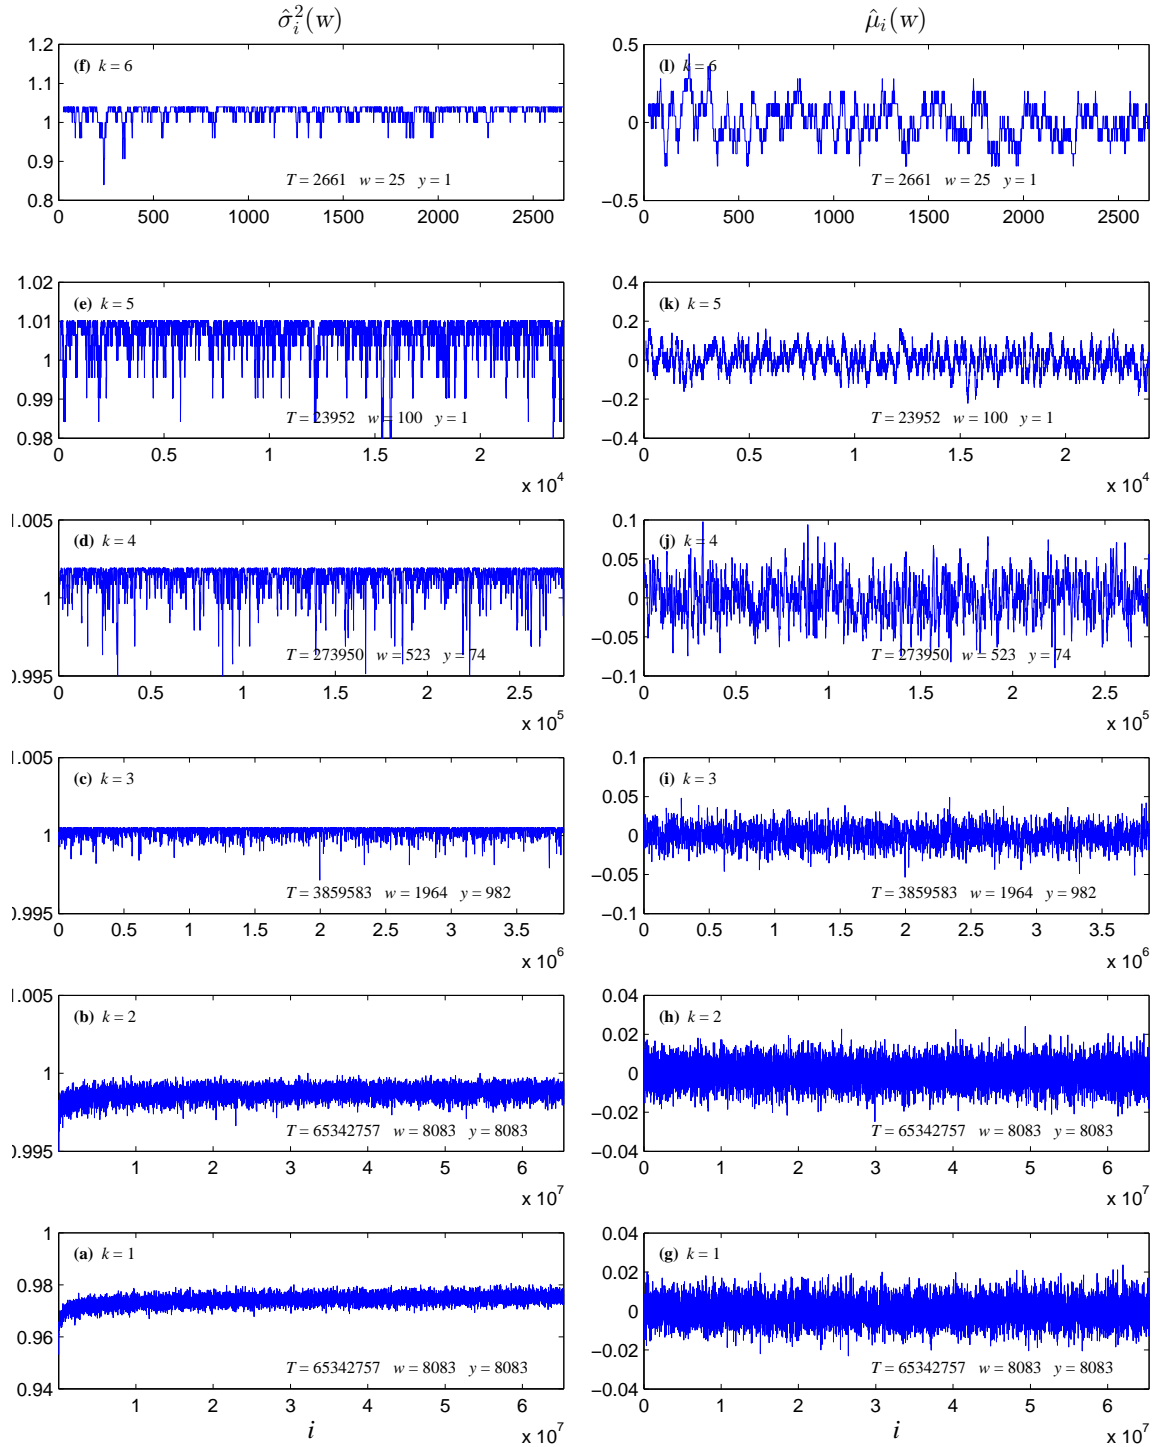 σ̂²ᵢ(w) μ̂ᵢ(w)
1.2
1.1
1
0.9
0.8
(f) k = 6
T = 2661 w = 25 y = 1
0 500 1000 1500 2000 2500
0.5
0
−0.5
(l) k = 6
T = 2661 w = 25 y = 1
0 500 1000 1500 2000 2500
1.02
1.01
1
0.99
0.98
(e) k = 5
T = 23952 w = 100 y = 1
0 0.5 1 1.5 2
x 10⁴
0.4
0.2
0
−0.2
−0.4
(k) k = 5
T = 23952 w = 100 y = 1
0 0.5 1 1.5 2
x 10⁴
1.005
1
0.995
(d) k = 4
T = 273950 w = 523 y = 74
0 0.5 1 1.5 2 2.5
x 10⁵
0.1
0.05
0
−0.05
−0.1
(j) k = 4
T = 273950 w = 523 y = 74
0 0.5 1 1.5 2 2.5
x 10⁵
1.005
1
0.995
(c) k = 3
T = 3859583 w = 1964 y = 982
0 0.5 1 1.5 2 2.5 3 3.5
x 10⁶
0.1
0.05
0
−0.05
−0.1
(i) k = 3
T = 3859583 w = 1964 y = 982
0 0.5 1 1.5 2 2.5 3 3.5
x 10⁶
1.005
1
0.995
(b) k = 2
T = 65342757 w = 8083 y = 8083
1 2 3 4 5 6
x 10⁷
0.04
0.02
0
−0.02
−0.04
(h) k = 2
T = 65342757 w = 8083 y = 8083
0 1 2 3 4 5 6
x 10⁷
1
0.98
0.96
0.94
(a) k = 1
T = 65342757 w = 8083 y = 8083
1 2 3 4 5 6
i
x 10⁷
0.04
0.02
0
−0.02
−0.04
(g) k = 1
T = 65342757 w = 8083 y = 8083
0 1 2 3 4 5 6
i
x 10⁷